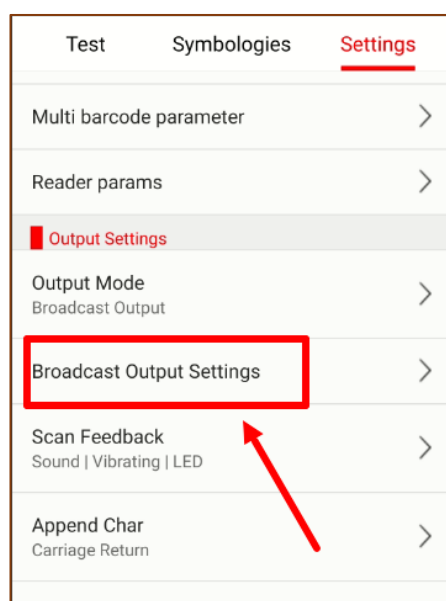 Test Symbologies Settings
Multi barcode parameter
Reader params
Output Settings
Output Mode
Broadcast Output
Broadcast Output Settings
Scan Feedback
Sound | Vibrating | LED
Append Char
Carriage Return